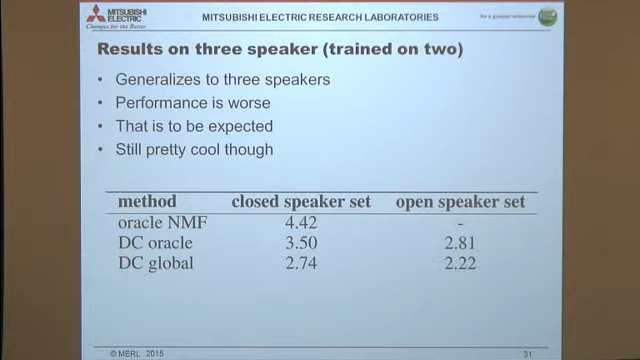 MITSUBISHI ELECTRIC
Changes for the Better
MITSUBISHI ELECTRIC RESEARCH LABORATORIES
for a greener tomorrow
Results on three speaker (trained on two)
• Generalizes to three speakers
• Performance is worse
• That is to be expected
• Still pretty cool though
method closed speaker set open speaker set
oracle NMF 4.42 -
DC oracle 3.50 2.81
DC global 2.74 2.22
© MERL 2015
31